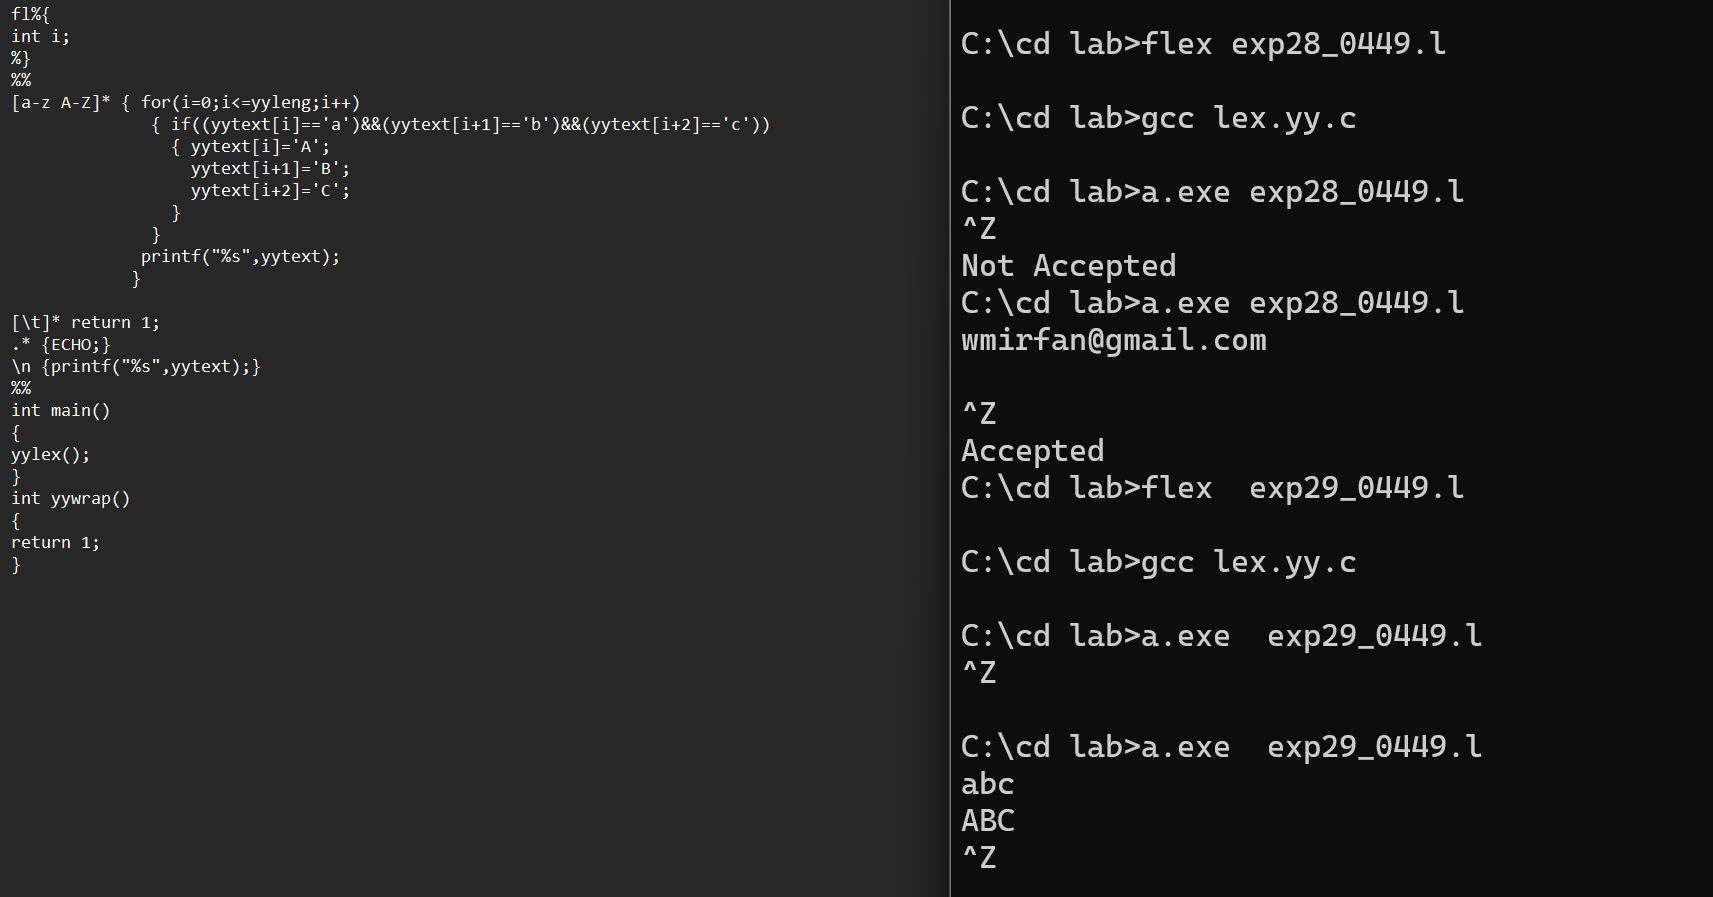 fl%{
int i;
%}
%%
[a-z A-Z]* { for(i=0;i<=yyleng;i++)
{ if((yytext[i]=='a')&&(yytext[i+1]=='b')&&(yytext[i+2]=='c'))
{ yytext[i]='A';
yytext[i+1]='B';
yytext[i+2]='C';
}
}
printf("%s",yytext);
}
[\t]* return 1;
.* {ECHO;}
\n {printf("%s",yytext);}
%%
int main()
{
yylex();
}
int yywrap()
{
return 1;
}
C:\cd lab>flex exp28_0449.l
C:\cd lab>gcc lex.yy.c
C:\cd lab>a.exe exp28_0449.l
^Z
Not Accepted
C:\cd lab>a.exe exp28_0449.l
wmirfan@gmail.com
^Z
Accepted
C:\cd lab>flex  exp29_0449.l
C:\cd lab>gcc lex.yy.c
C:\cd lab>a.exe  exp29_0449.l
^Z
C:\cd lab>a.exe  exp29_0449.l
abc
ABC
^Z